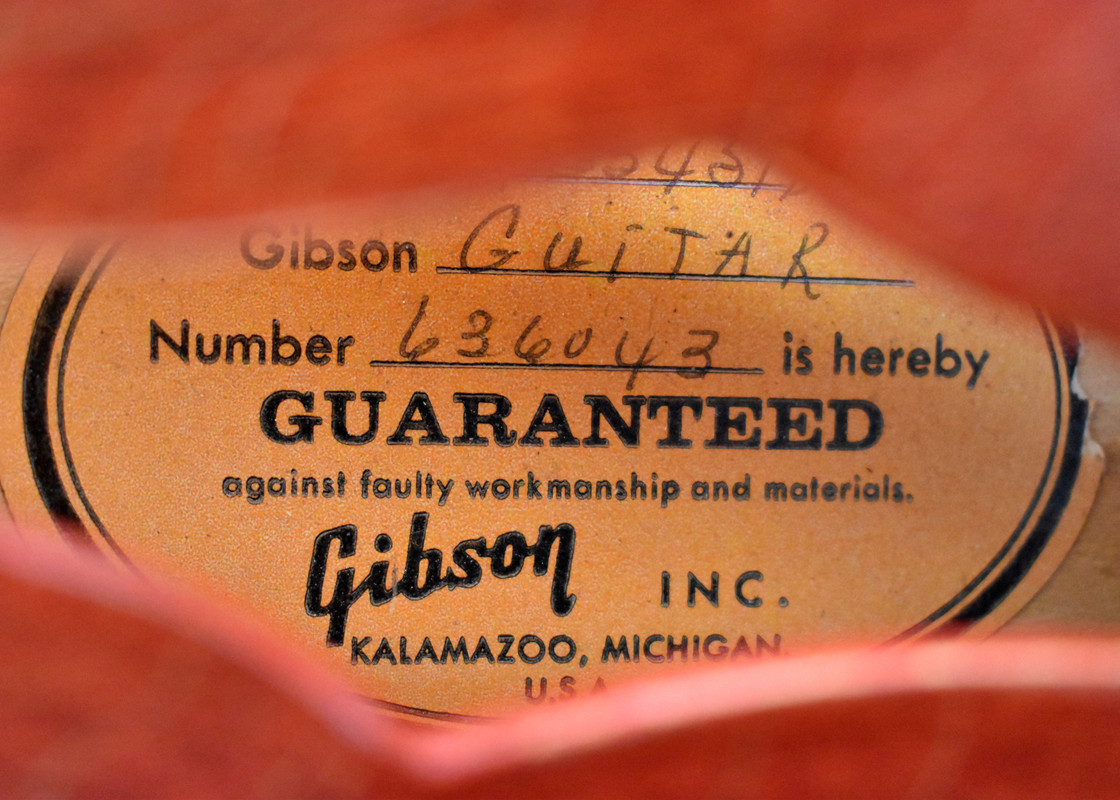 Gibson GUiTAR
Number 636043 is hereby
GUARANTEED
against faulty workmanship and materials.
Gibson INC.
KALAMAZOO, MICHIGAN.
U.S.A